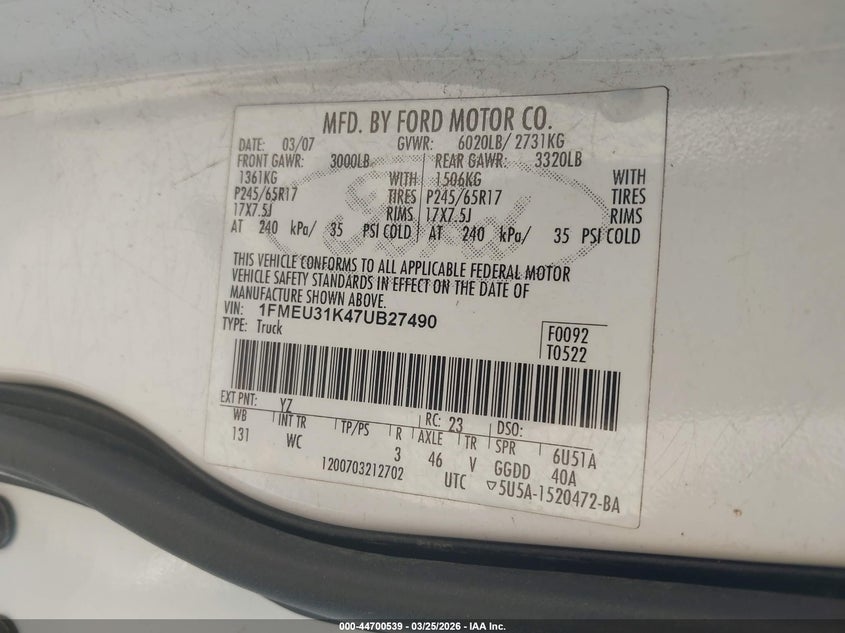 MFD. BY FORD MOTOR CO.
DATE: 03/07 GVWR: 6020LB/ 2731KG
FRONT GAWR: 3000LB REAR GAWR: 3320LB
1361KG WITH 1506KG WITH
P245/65R17 TIRES P245/65R17 TIRES
17X7.5J RIMS 17X7.5J RIMS
AT 240 kPa/ 35 PSI COLD AT 240 kPa/ 35 PSI COLD
Ford
THIS VEHICLE CONFORMS TO ALL APPLICABLE FEDERAL MOTOR
VEHICLE SAFETY STANDARDS IN EFFECT ON THE DATE OF
MANUFACTURE SHOWN ABOVE.
VIN: 1FMEU31K47UB27490
TYPE: Truck
F0092
T0522
EXT PNT: YZ RC: 23 DSO:
WB INT TR TP/PS R AXLE TR SPR 6U51A
131 WC 3 46 V GGDD 40A
1200703212702 UTC ▽5U5A-1520472-BA
000-44700539 - 03/25/2026 - IAA Inc.